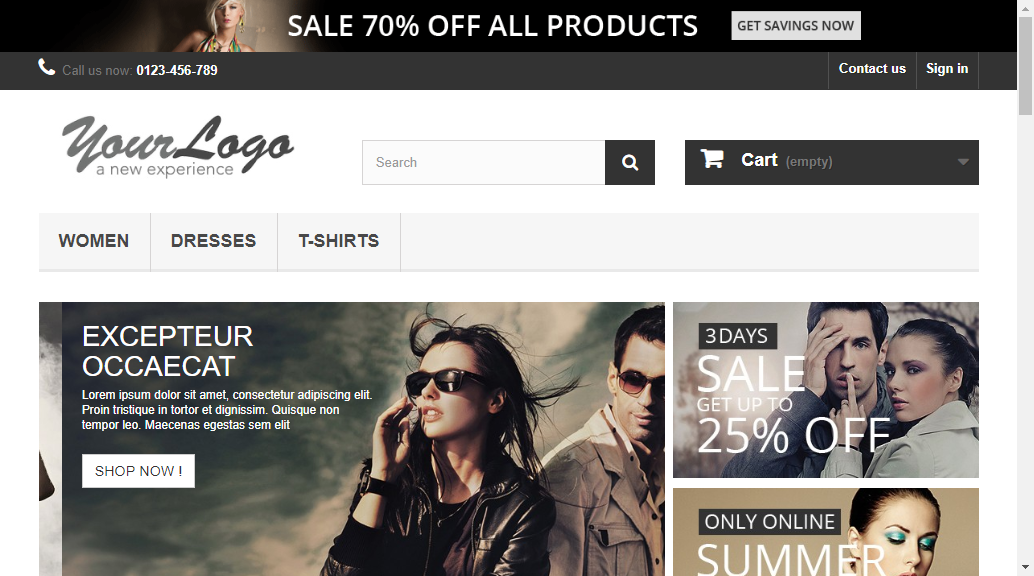 SALE 70% OFF ALL PRODUCTS
GET SAVINGS NOW
Call us now: 0123-456-789
Contact us
Sign in
YourLogo
a new experience
Search
Cart (empty)
WOMEN
DRESSES
T-SHIRTS
EXCEPTEUR
OCCAECAT
Lorem ipsum dolor sit amet, consectetur adipiscing elit.
Proin tristique in tortor et dignissim. Quisque non
tempor leo. Maecenas egestas sem elit
SHOP NOW !
3 DAYS
SALE
GET UP TO
25% OFF
ONLY ONLINE
SUMMER